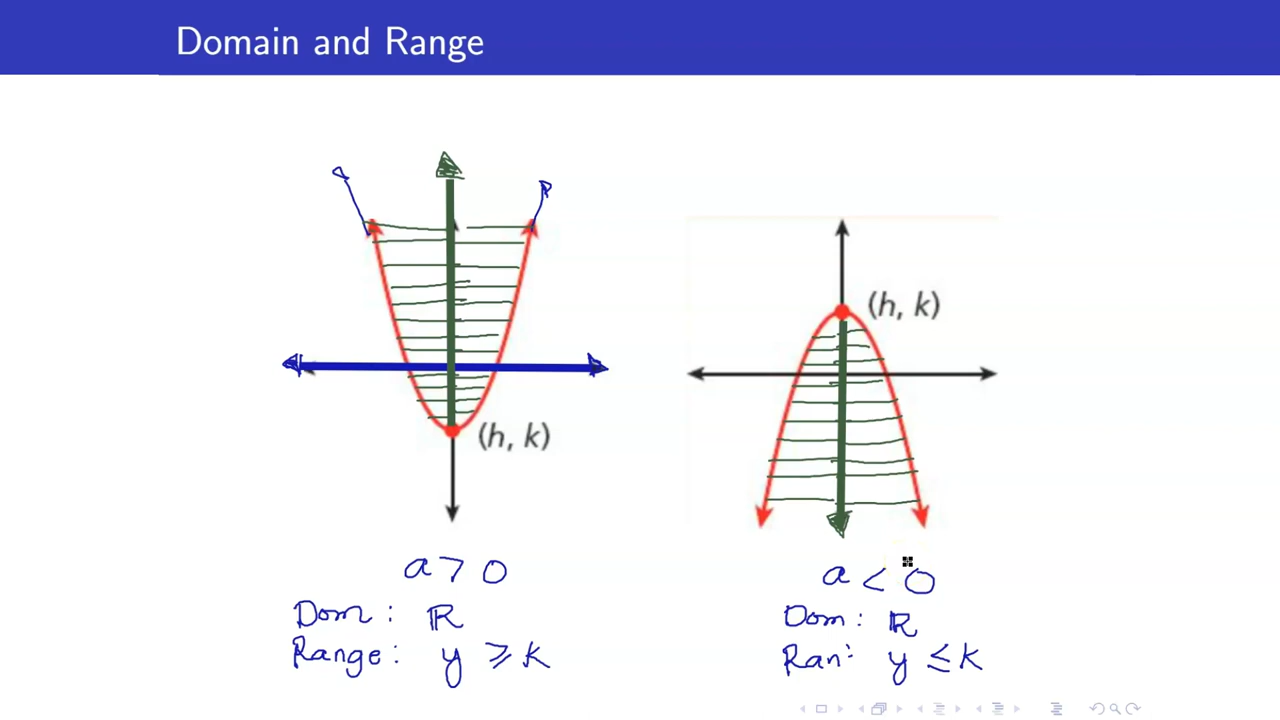 Domain and Range
(h, k)
(h, k)
a > 0
Dom: ℝ
Range: y ≥ k
a < 0
Dom: ℝ
Ran: y ≤ k